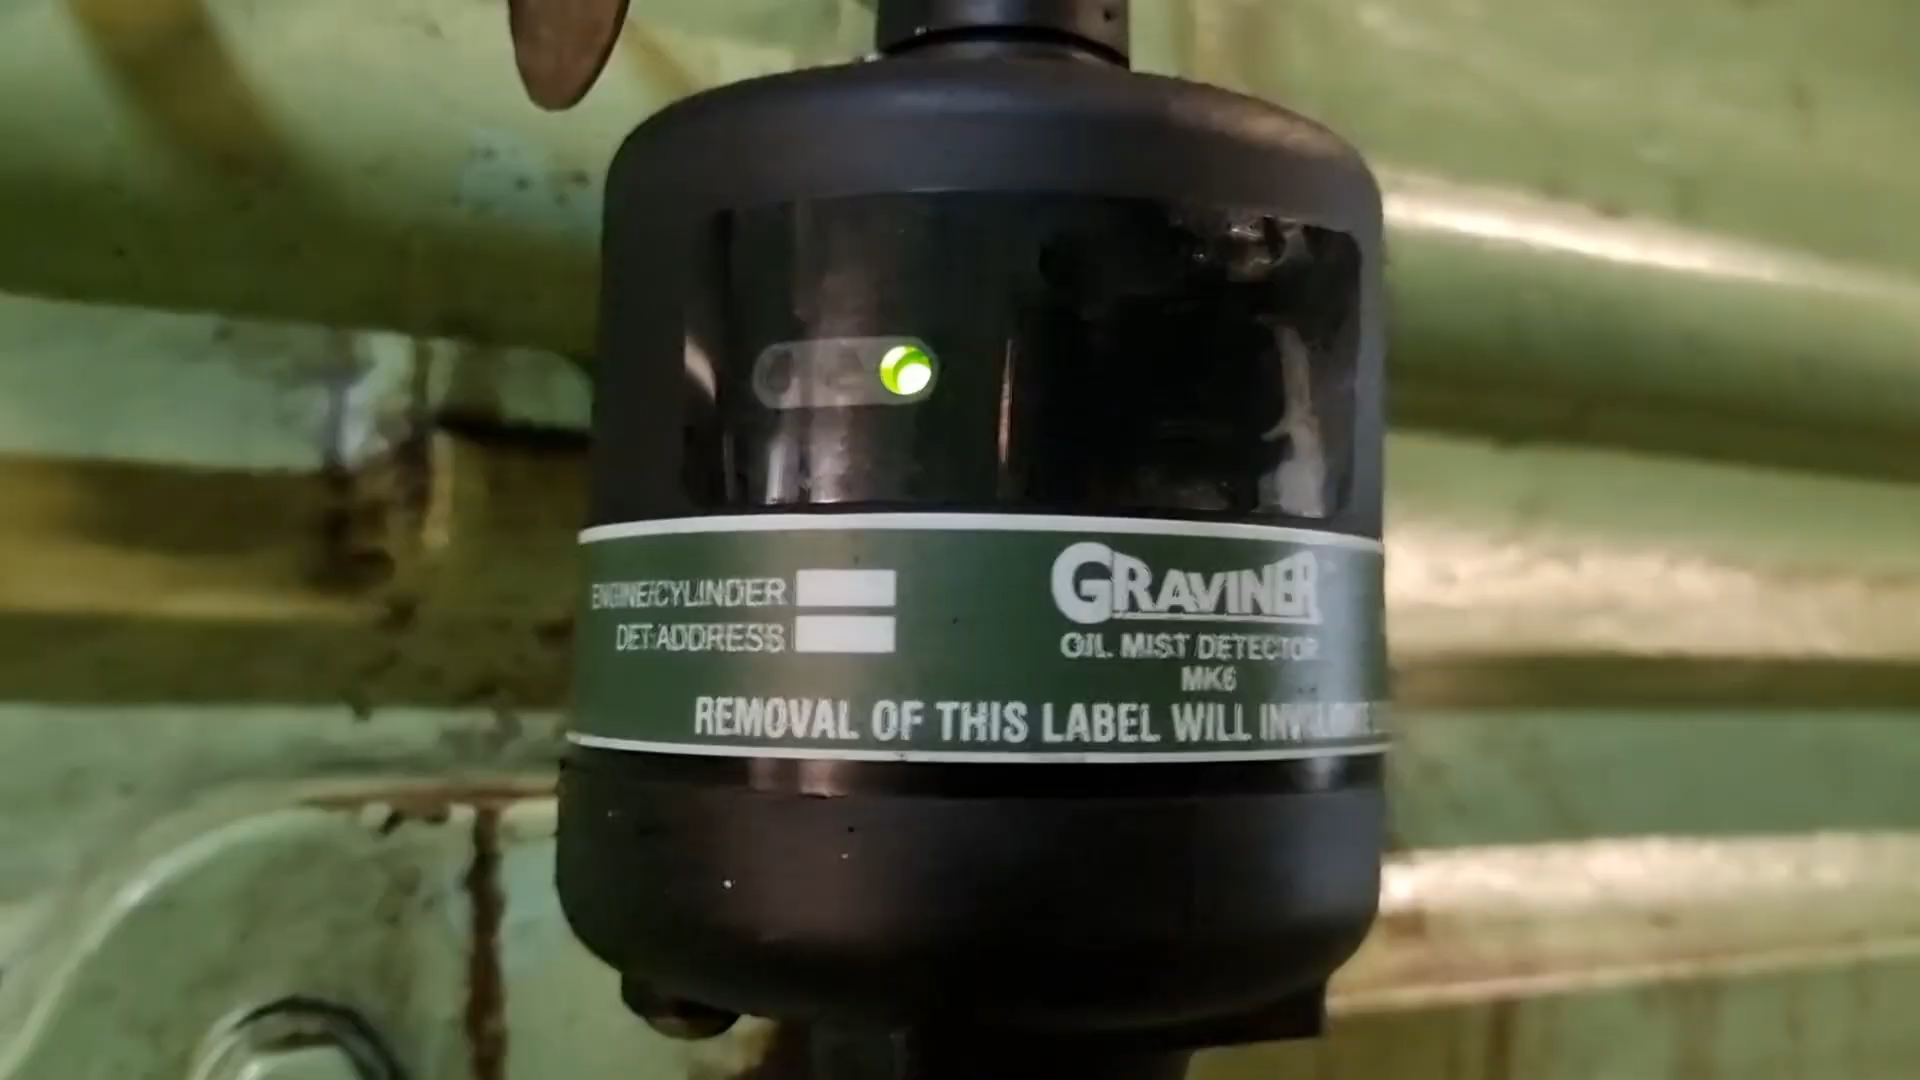 ENGINE/CYLINDER
DET.ADDRESS
GRAVINER
OIL MIST DETECTOR
MK6
REMOVAL OF THIS LABEL WILL